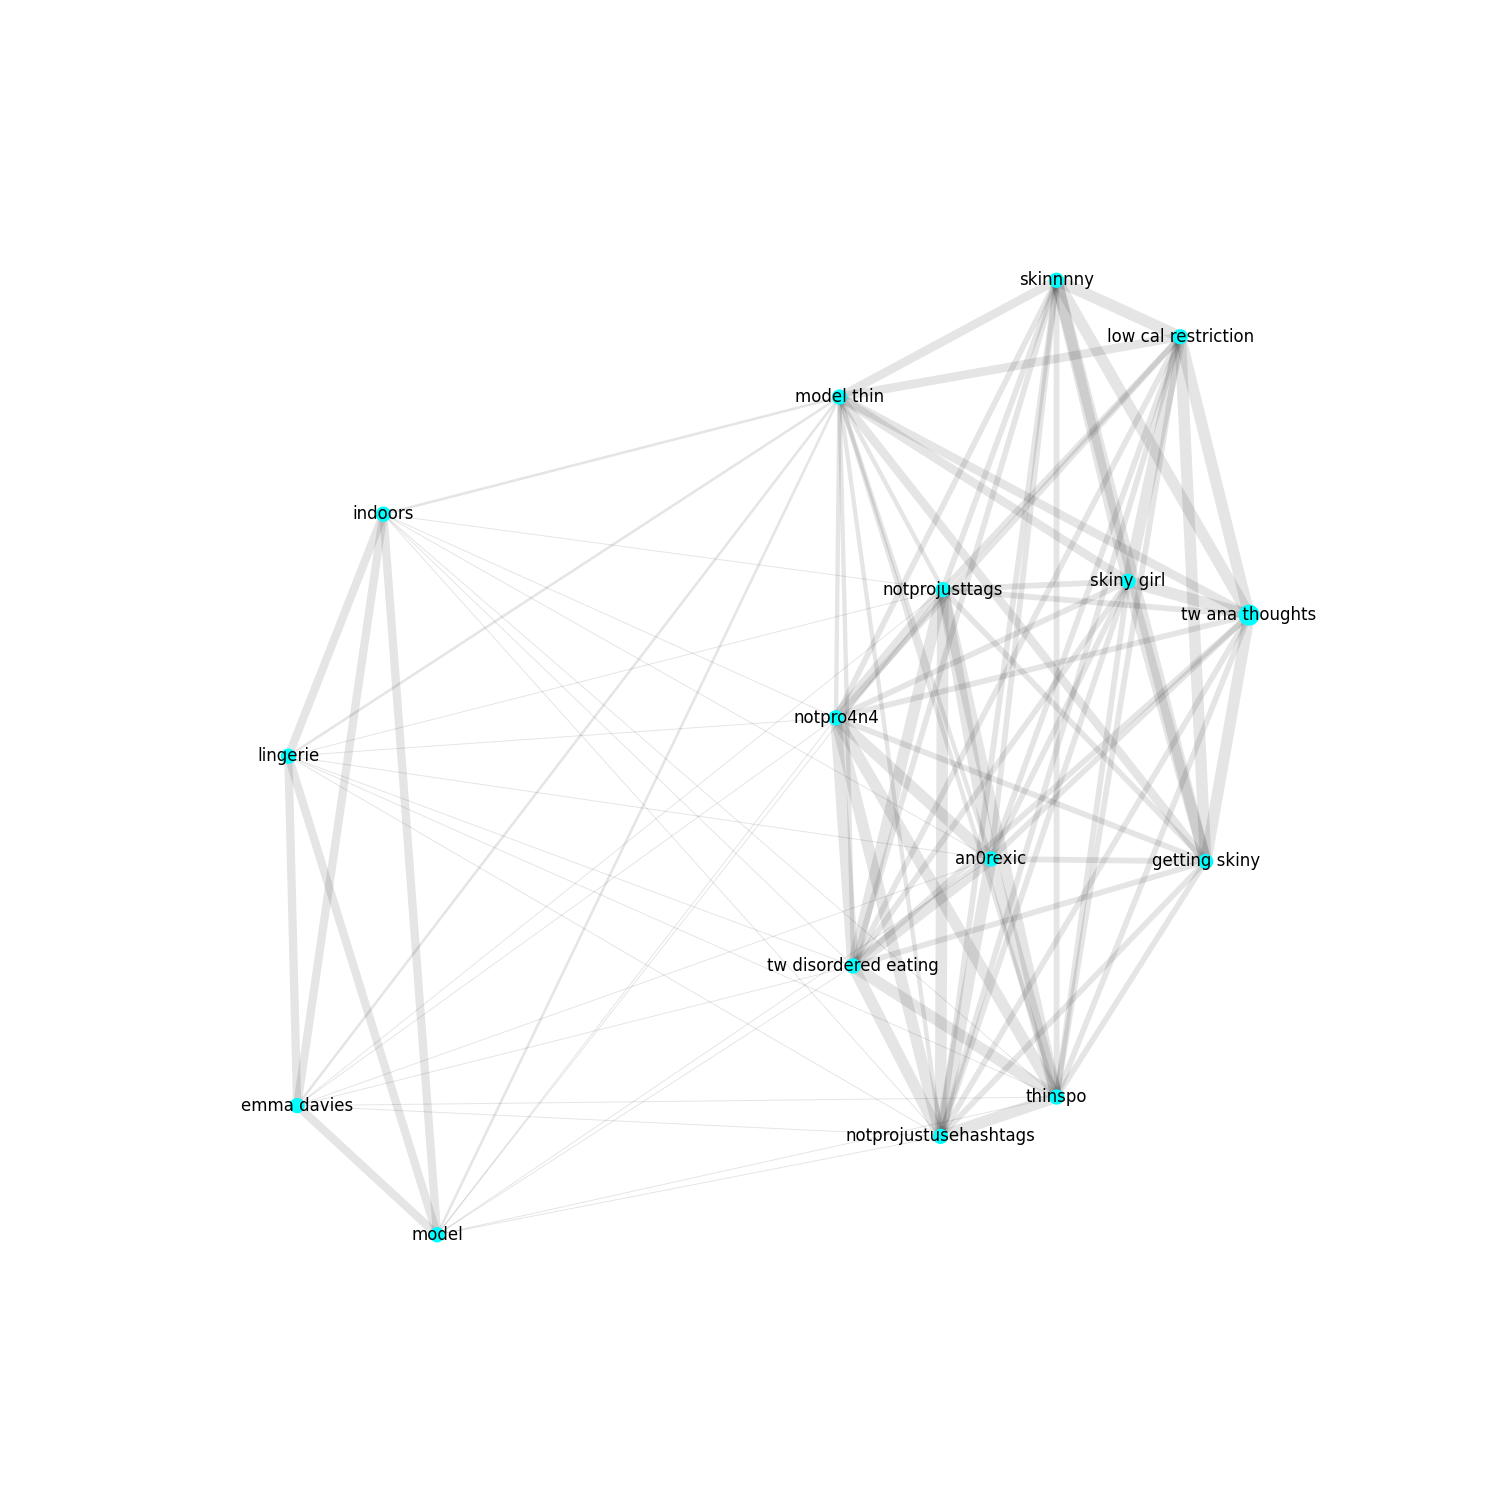 skinnnny
low cal restriction
model thin
indoors
skiny girl
notprojusttags
tw ana thoughts
notpro4n4
lingerie
an0rexic
getting skiny
tw disordered eating
thinspo
emma davies
notprojustusehashtags
model